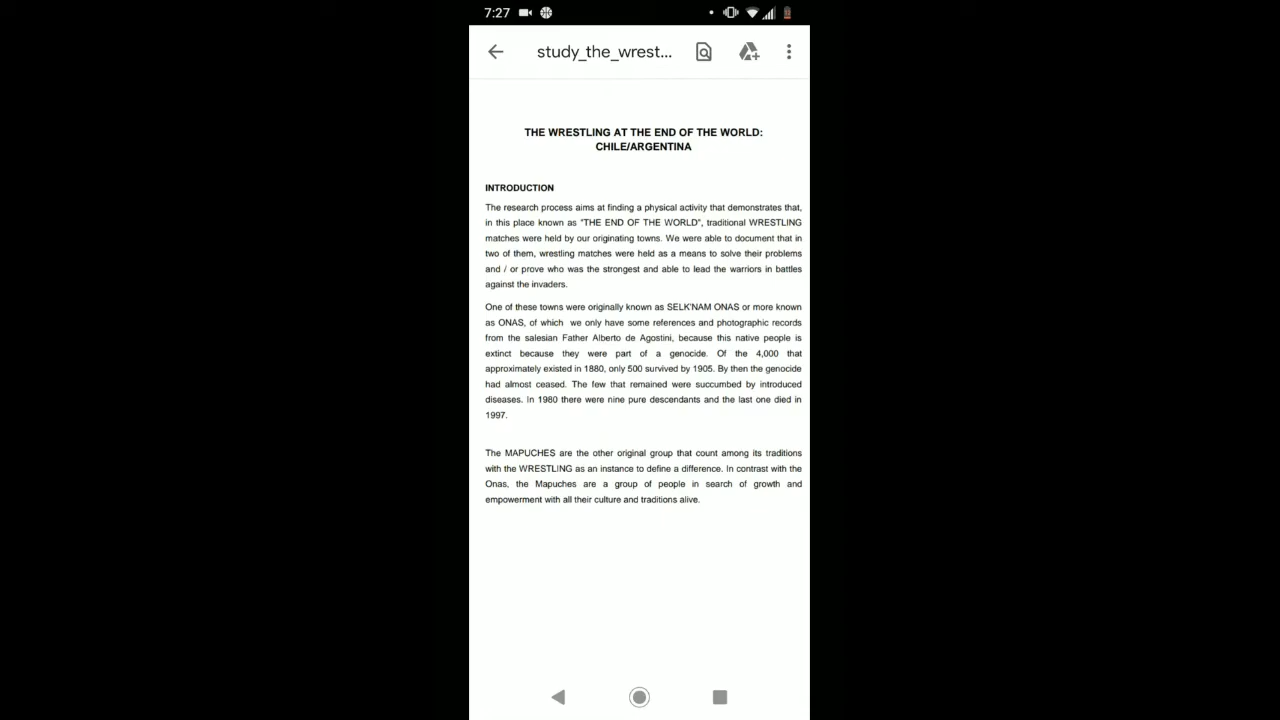 7:27
study_the_wrest...
THE WRESTLING AT THE END OF THE WORLD:
CHILE/ARGENTINA
INTRODUCTION
The research process aims at finding a physical activity that demonstrates that,
in this place known as "THE END OF THE WORLD", traditional WRESTLING
matches were held by our originating towns. We were able to document that in
two of them, wrestling matches were held as a means to solve their problems
and / or prove who was the strongest and able to lead the warriors in battles
against the invaders.
One of these towns were originally known as SELK'NAM ONAS or more known
as ONAS, of which we only have some references and photographic records
from the salesian Father Alberto de Agostini, because this native people is
extinct because they were part of a genocide. Of the 4,000 that
approximately existed in 1880, only 500 survived by 1905. By then the genocide
had almost ceased. The few that remained were succumbed by introduced
diseases. In 1980 there were nine pure descendants and the last one died in
1997.
The MAPUCHES are the other original group that count among its traditions
with the WRESTLING as an instance to define a difference. In contrast with the
Onas, the Mapuches are a group of people in search of growth and
empowerment with all their culture and traditions alive.